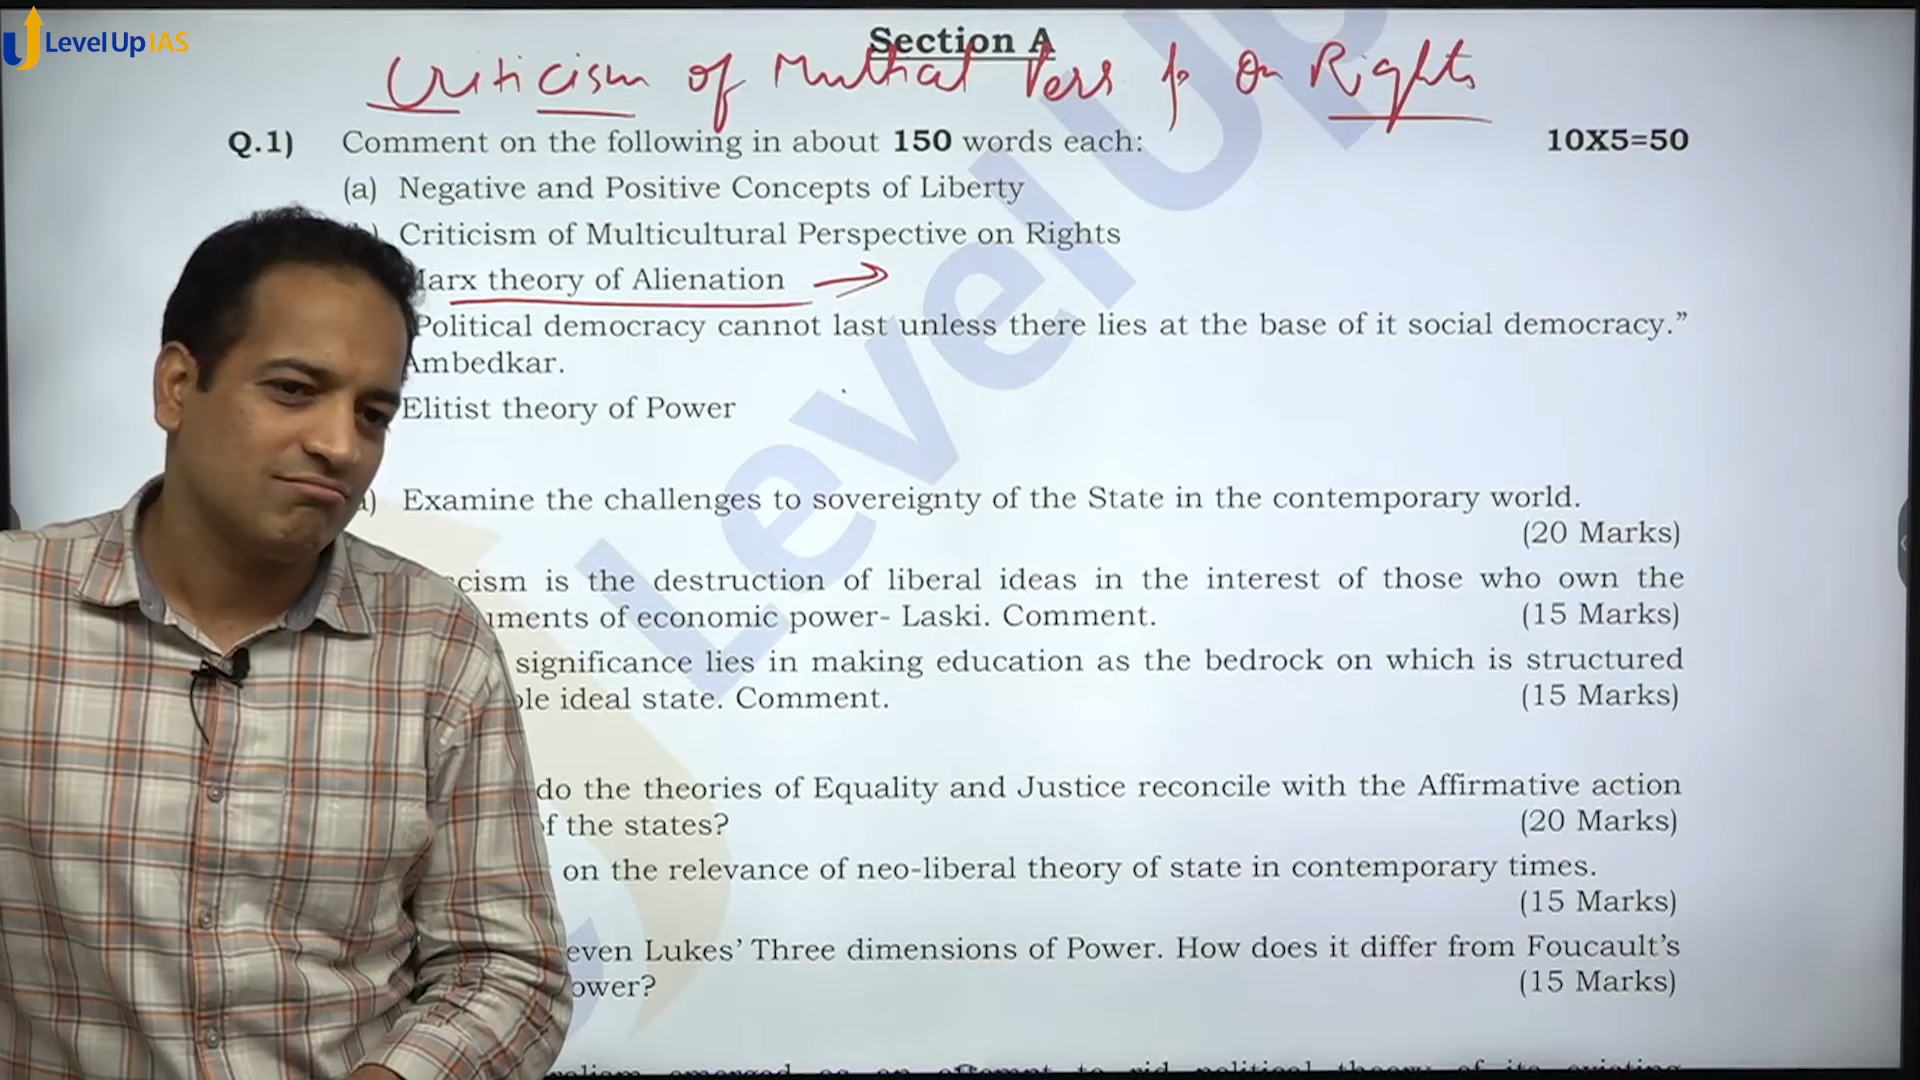 Level Up IAS
Section A
Criticism of Multicul Pers p on Rights
Q.1) Comment on the following in about 150 words each: 10X5=50
(a) Negative and Positive Concepts of Liberty
) Criticism of Multicultural Perspective on Rights
Marx theory of Alienation
Political democracy cannot last unless there lies at the base of it social democracy.”
Ambedkar.
Elitist theory of Power
) Examine the challenges to sovereignty of the State in the contemporary world.
(20 Marks)
cism is the destruction of liberal ideas in the interest of those who own the
uments of economic power- Laski. Comment. (15 Marks)
significance lies in making education as the bedrock on which is structured
ole ideal state. Comment. (15 Marks)
do the theories of Equality and Justice reconcile with the Affirmative action
of the states? (20 Marks)
on the relevance of neo-liberal theory of state in contemporary times.
(15 Marks)
even Lukes’ Three dimensions of Power. How does it differ from Foucault’s
ower? (15 Marks)
Level Up